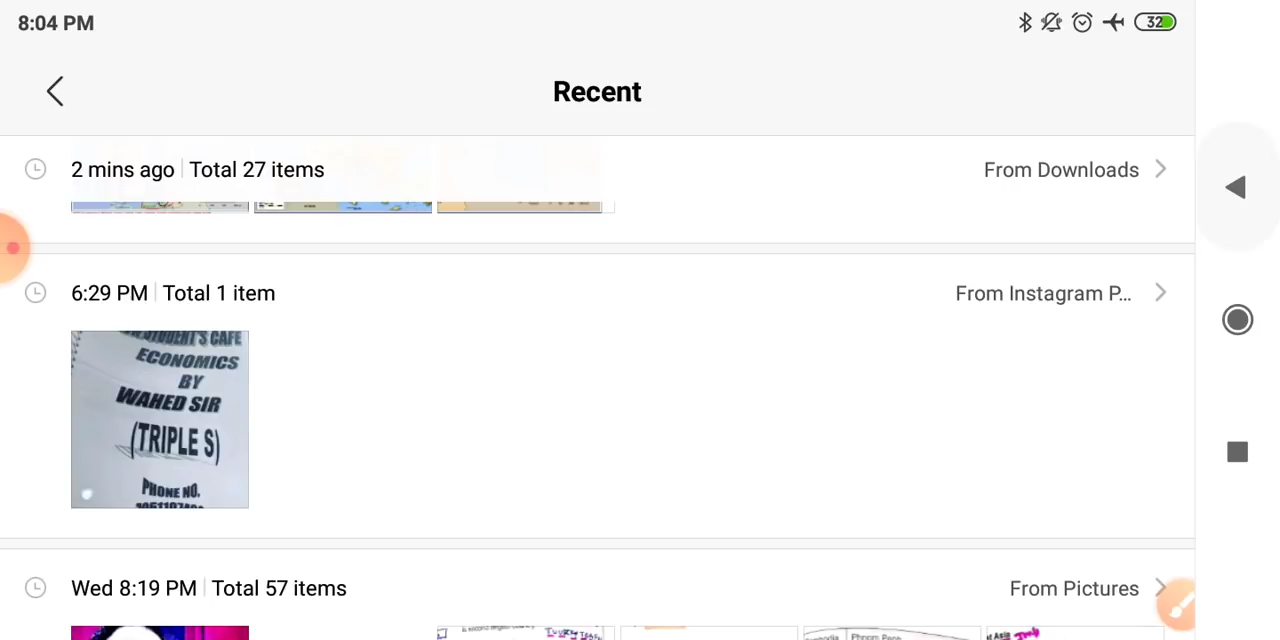 8:04 PM
32
Recent
2 mins ago | Total 27 items
From Downloads
6:29 PM | Total 1 item
From Instagram P...
STUDENT'S CAFE
ECONOMICS
BY
WAHED SIR
(TRIPLE S)
PHONE NO.
Wed 8:19 PM | Total 57 items
From Pictures
Phnom Penh